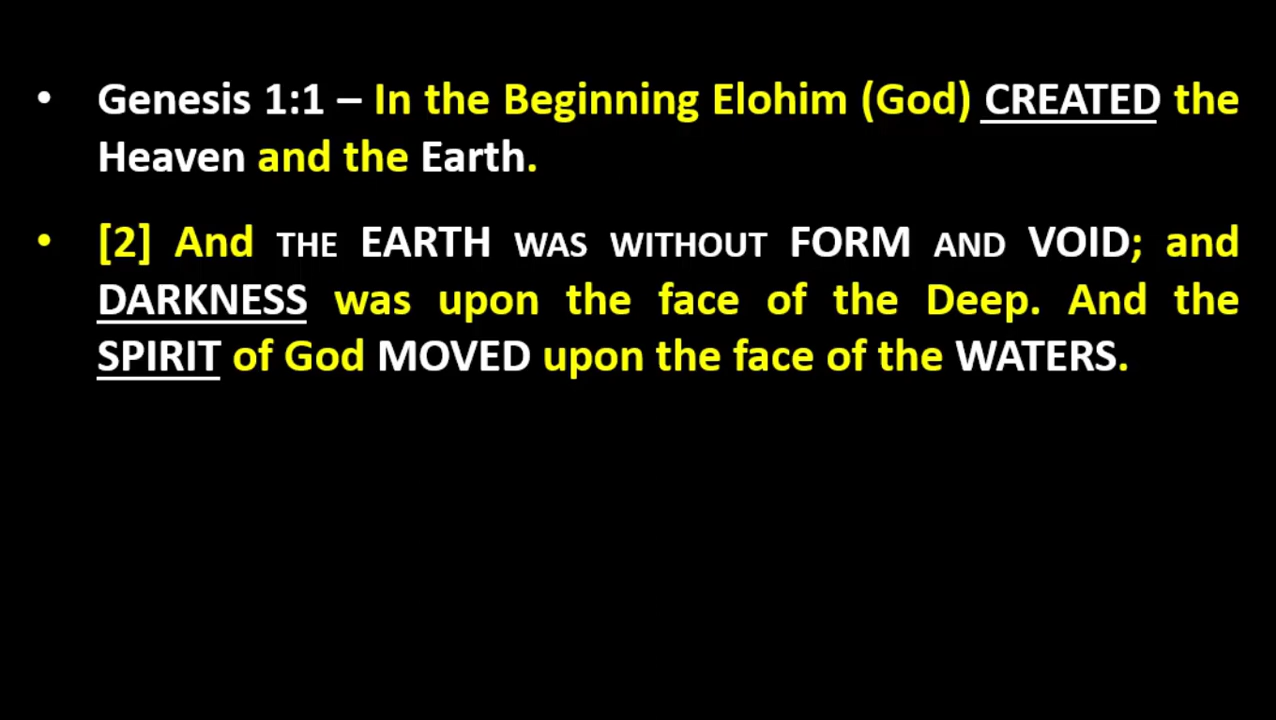 • Genesis 1:1 – In the Beginning Elohim (God) CREATED the
Heaven and the Earth.
• [2] And THE EARTH WAS WITHOUT FORM AND VOID; and
DARKNESS was upon the face of the Deep. And the
SPIRIT of God MOVED upon the face of the WATERS.